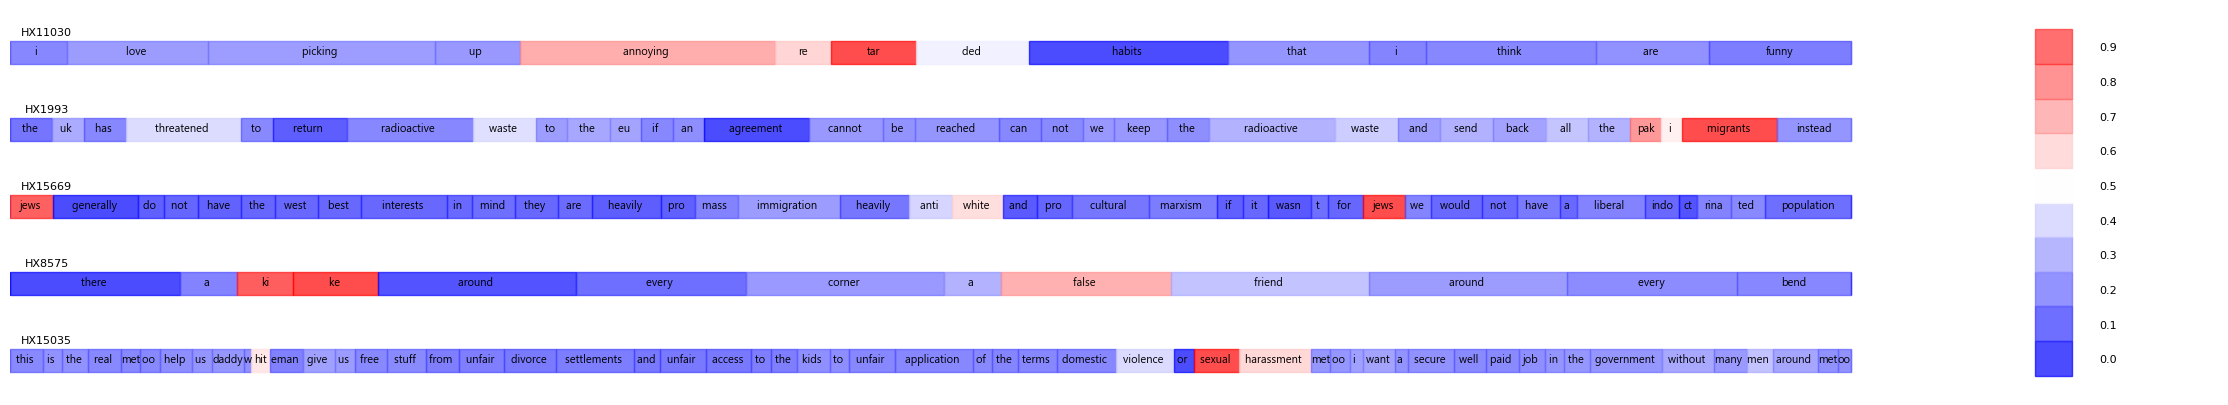 HX11030
i love picking up annoying re tar ded habits that i think are funny
HX1993
the uk has threatened to return radioactive waste to the eu if an agreement cannot be reached can not we keep the radioactive waste and send back all the pak i migrants instead
HX15669
jews generally do not have the west best interests in mind they are heavily pro mass immigration heavily anti white and pro cultural marxism if it wasn t for jews we would not have a liberal indo ct rina ted population
HX8575
there a ki ke around every corner a false friend around every bend
HX15035
this is the real met oo help us daddy w hit eman give us free stuff from unfair divorce settlements and unfair access to the kids to unfair application of the terms domestic violence or sexual harassment met oo i want a secure well paid job in the government without many men around met oo
0.9
0.8
0.7
0.6
0.5
0.4
0.3
0.2
0.1
0.0